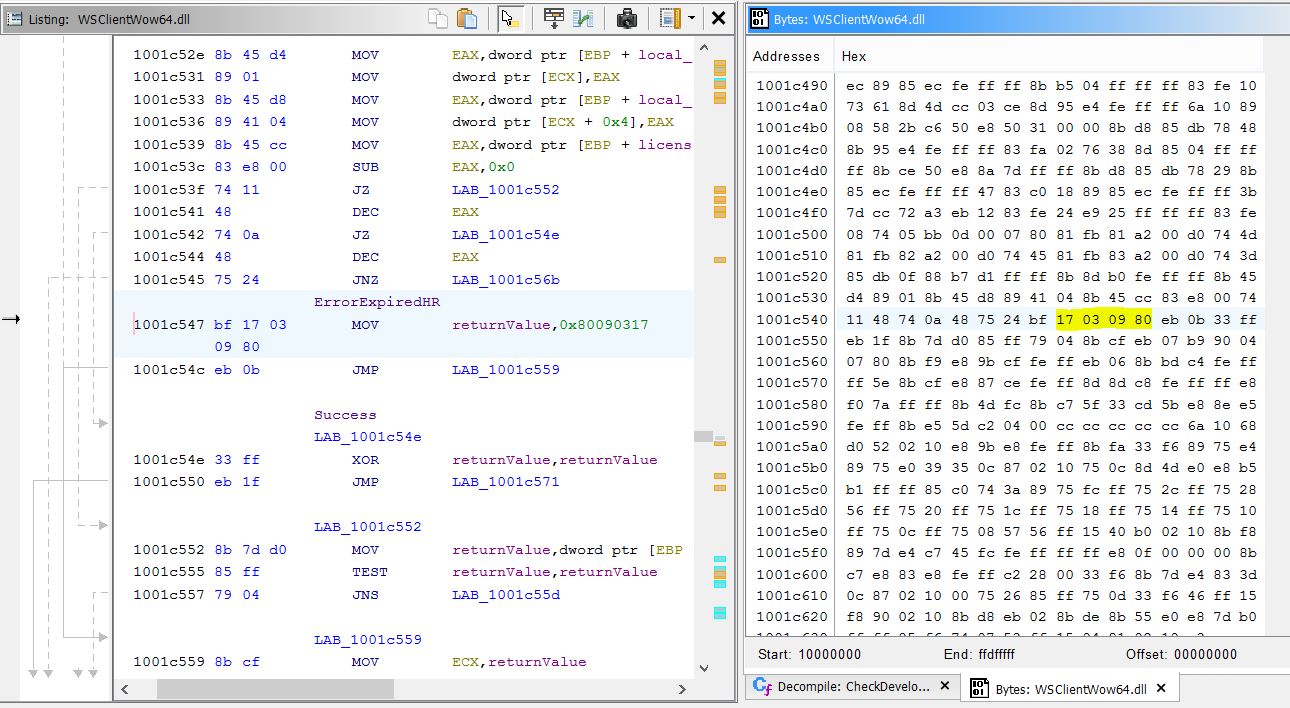 Listing: WSClientWow64.dll
1001c52e 8b 45 d4 MOV EAX,dword ptr [EBP + local_
1001c531 89 01 MOV dword ptr [ECX],EAX
1001c533 8b 45 d8 MOV EAX,dword ptr [EBP + local_
1001c536 89 41 04 MOV dword ptr [ECX + 0x4],EAX
1001c539 8b 45 cc MOV EAX,dword ptr [EBP + licens
1001c53c 83 e8 00 SUB EAX,0x0
1001c53f 74 11 JZ LAB_1001c552
1001c541 48 DEC EAX
1001c542 74 0a JZ LAB_1001c54e
1001c544 48 DEC EAX
1001c545 75 24 JNZ LAB_1001c56b
ErrorExpiredHR
1001c547 bf 17 03 MOV returnValue,0x80090317
09 80
1001c54c eb 0b JMP LAB_1001c559
Success
LAB_1001c54e
1001c54e 33 ff XOR returnValue,returnValue
1001c550 eb 1f JMP LAB_1001c571
LAB_1001c552
1001c552 8b 7d d0 MOV returnValue,dword ptr [EBP
1001c555 85 ff TEST returnValue,returnValue
1001c557 79 04 JNS LAB_1001c55d
LAB_1001c559
1001c559 8b cf MOV ECX,returnValue
Bytes: WSClientWow64.dll
Addresses Hex
1001c490 ec 89 85 ec fe ff ff 8b b5 04 ff ff ff 83 fe 10
1001c4a0 73 61 8d 4d cc 03 ce 8d 95 e4 fe ff ff 6a 10 89
1001c4b0 08 58 2b c6 50 e8 50 31 00 00 8b d8 85 db 78 48
1001c4c0 8b 95 e4 fe ff ff 83 fa 02 76 38 8d 85 04 ff ff
1001c4d0 ff 8b ce 50 e8 8a 7d ff ff 8b d8 85 db 78 29 8b
1001c4e0 85 ec fe ff ff 47 83 c0 18 89 85 ec fe ff ff 3b
1001c4f0 7d cc 72 a3 eb 12 83 fe 24 e9 25 ff ff ff 83 fe
1001c500 08 74 05 bb 0d 00 07 80 81 fb 81 a2 00 d0 74 4d
1001c510 81 fb 82 a2 00 d0 74 45 81 fb 83 a2 00 d0 74 3d
1001c520 85 db 0f 88 b7 d1 ff ff 8b 8d b0 fe ff ff 8b 45
1001c530 d4 89 01 8b 45 d8 89 41 04 8b 45 cc 83 e8 00 74
1001c540 11 48 74 0a 48 75 24 bf 17 03 09 80 eb 0b 33 ff
1001c550 eb 1f 8b 7d d0 85 ff 79 04 8b cf eb 07 b9 90 04
1001c560 07 80 8b f9 e8 9b cf fe ff eb 06 8b bd c4 fe ff
1001c570 ff 5e 8b cf e8 87 ce fe ff 8d 8d c8 fe ff ff e8
1001c580 f0 7a ff ff 8b 4d fc 8b c7 5f 33 cd 5b e8 8e e5
1001c590 fe ff 8b e5 5d c2 04 00 cc cc cc cc cc 6a 10 68
1001c5a0 d0 52 02 10 e8 9b e8 fe ff 8b fa 33 f6 89 75 e4
1001c5b0 89 75 e0 39 35 0c 87 02 10 75 0c 8d 4d e0 e8 b5
1001c5c0 b1 ff ff 85 c0 74 3a 89 75 fc ff 75 2c ff 75 28
1001c5d0 56 ff 75 20 ff 75 1c ff 75 18 ff 75 14 ff 75 10
1001c5e0 ff 75 0c ff 75 08 57 56 ff 15 40 b0 02 10 8b f8
1001c5f0 89 7d e4 c7 45 fc fe ff ff ff e8 0f 00 00 00 8b
1001c600 c7 e8 83 e8 fe ff c2 28 00 33 f6 8b 7d e4 83 3d
1001c610 0c 87 02 10 00 75 26 85 ff 75 0d 33 f6 46 ff 15
1001c620 f8 90 02 10 8b d8 eb 02 8b de 8b 55 e0 e8 7d b0
Start: 10000000 End: ffdfffff Offset: 00000000
Decompile: CheckDevelo... Bytes: WSClientWow64.dll